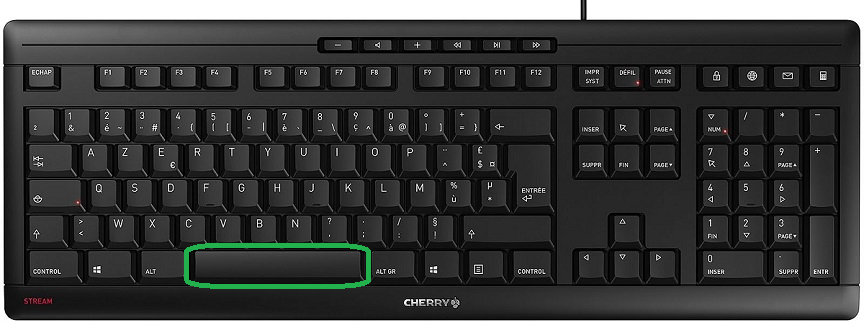 ECHAP F1 F2 F3 F4 F5 F6 F7 F8 F9 F10 F11 F12 IMPR SYST DÉFIL PAUSE ATTN
2 1 & 2 é ~ 3 " # 4 ' { 5 ( [ 6 - | 7 è ` 8 _ \ 9 ç ^ 0 à @ ) ° ] + = } INSER PAGE NUM / * -
A Z E € R T Y U I O P ¨ ^ £ $ ¤ SUPPR FIN PAGE 7 8 9 PAGE +
Q S D F G H J K L M % ù µ * ENTRÉE 4 5 6
> < W X C V B N ? , . ; / : § ! 1 FIN 2 3 PAGE
CONTROL ALT ALT GR CONTROL 0 INSER . SUPPR ENTR
STREAM CHERRY